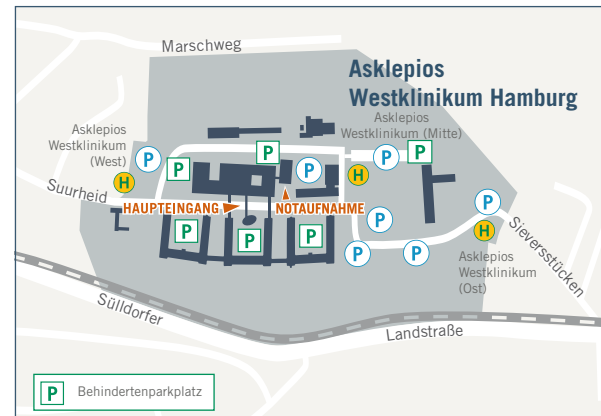 Marschweg
Asklepios
Westklinikum Hamburg
Asklepios
Westklinikum (Mitte)
Asklepios
Westklinikum
(West)
P
P
P
P
P
H
H
P
Suurheid
HAUPTEINGANG
NOTAUFNAHME
P
P
P
P
P
H
P
P
Sieversstücken
Asklepios
Westklinikum
(Ost)
Sülldorfer
Landstraße
P Behindertenparkplatz